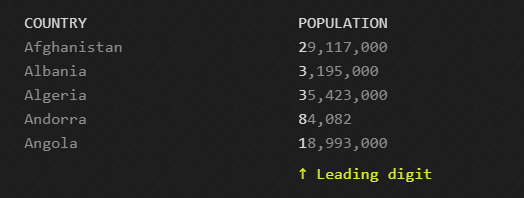 COUNTRY POPULATION
Afghanistan 29,117,000
Albania 3,195,000
Algeria 35,423,000
Andorra 84,082
Angola 18,993,000
↑ Leading digit